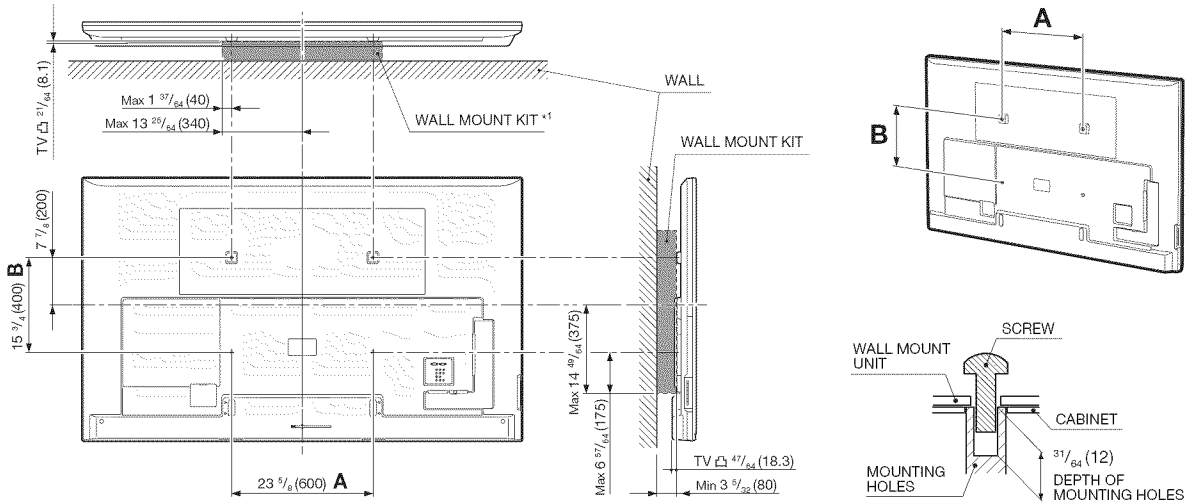 TV 凸 21/64 (8.1)
Max 1 37/64 (40)
Max 13 25/64 (340)
WALL MOUNT KIT *1
WALL
WALL MOUNT KIT
A
B
7 7/8 (200)
15 3/4 (400) B
23 5/8 (600) A
Max 14 49/64 (375)
Max 6 57/64 (175)
TV 凸 47/64 (18.3)
Min 3 5/32 (80)
SCREW
WALL MOUNT
UNIT
CABINET
31/64 (12)
MOUNTING
HOLES
DEPTH OF
MOUNTING HOLES